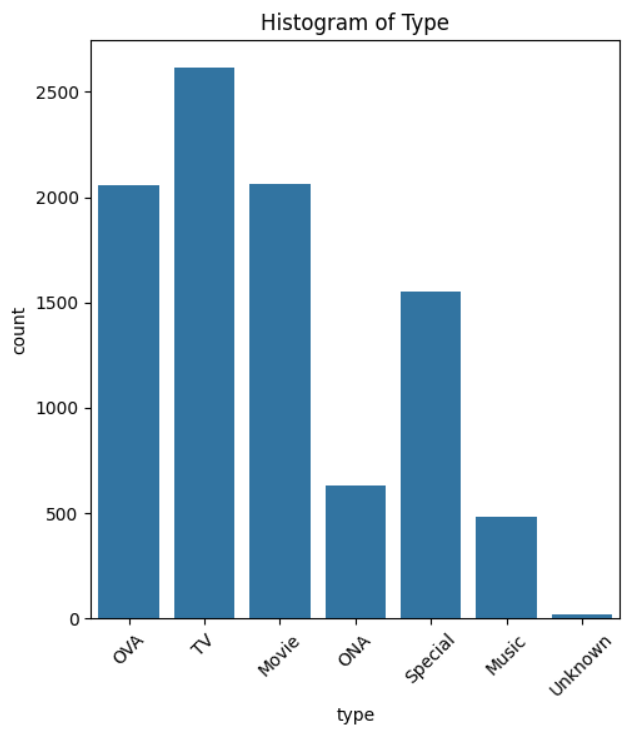 Histogram of Type
2500
2000
1500
1000
500
0
count
OVA
TV
Movie
ONA
Special
Music
Unknown
type